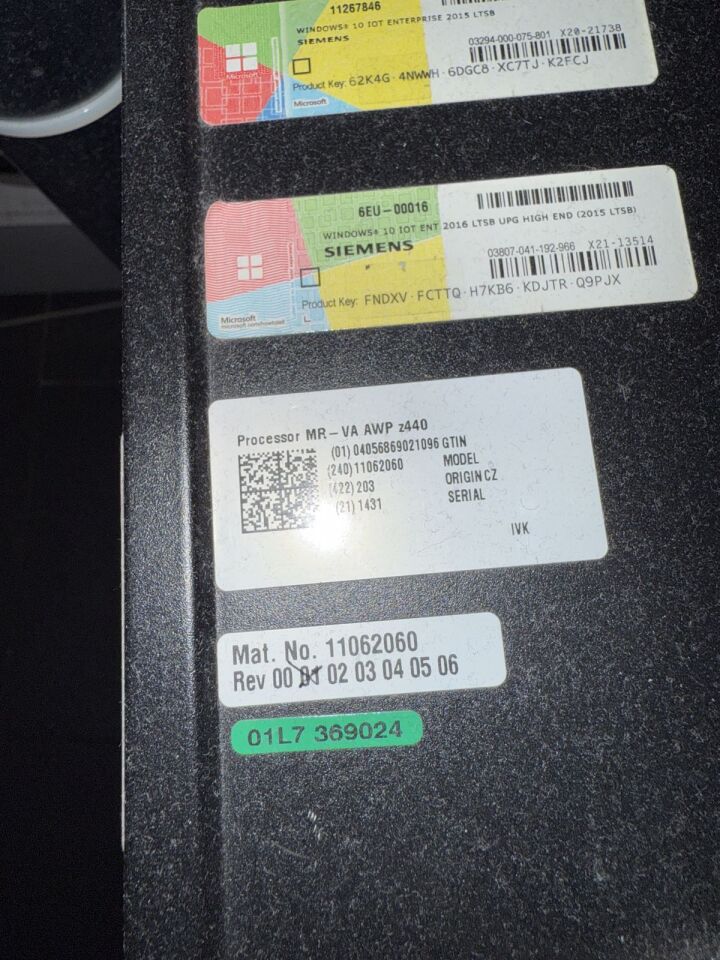 11267846
WINDOWS® 10 IOT ENTERPRISE 2015 LTSB
SIEMENS
03294-000-075-801 X20-21738
Product Key: 62K4G-4NWWH-6DGC8-XC7TJ-K2FCJ
Microsoft
Microsoft
6EU-00016
WINDOWS® 10 IOT ENT 2016 LTSB UPG HIGH END (2015 LTSB)
SIEMENS
03807-041-192-966 X21-13514
Product Key: FNDXV-FCTTQ-H7KB6-KDJTR-Q9PJX
Microsoft
Processor MR-VA AWP z440
(01) 04056869021096 GTIN
(240)11062060 MODEL
(422) 203 ORIGIN CZ
(21) 1431 SERIAL
IVK
Mat. No. 11062060
Rev 00 01 02 03 04 05 06
01L7 369024